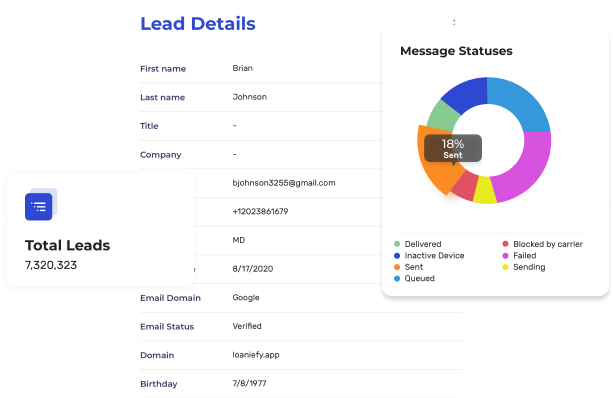 Lead Details
First name Brian
Last name Johnson
Title -
Company -
bjohnson3255@gmail.com
+12023861679
MD
e 8/17/2020
Email Domain Google
Email Status Verified
Domain loaniefy.app
Birthday 7/8/1977
Total Leads
7,320,323
Message Statuses
18%
Sent
Delivered
Inactive Device
Sent
Queued
Blocked by carrier
Failed
Sending